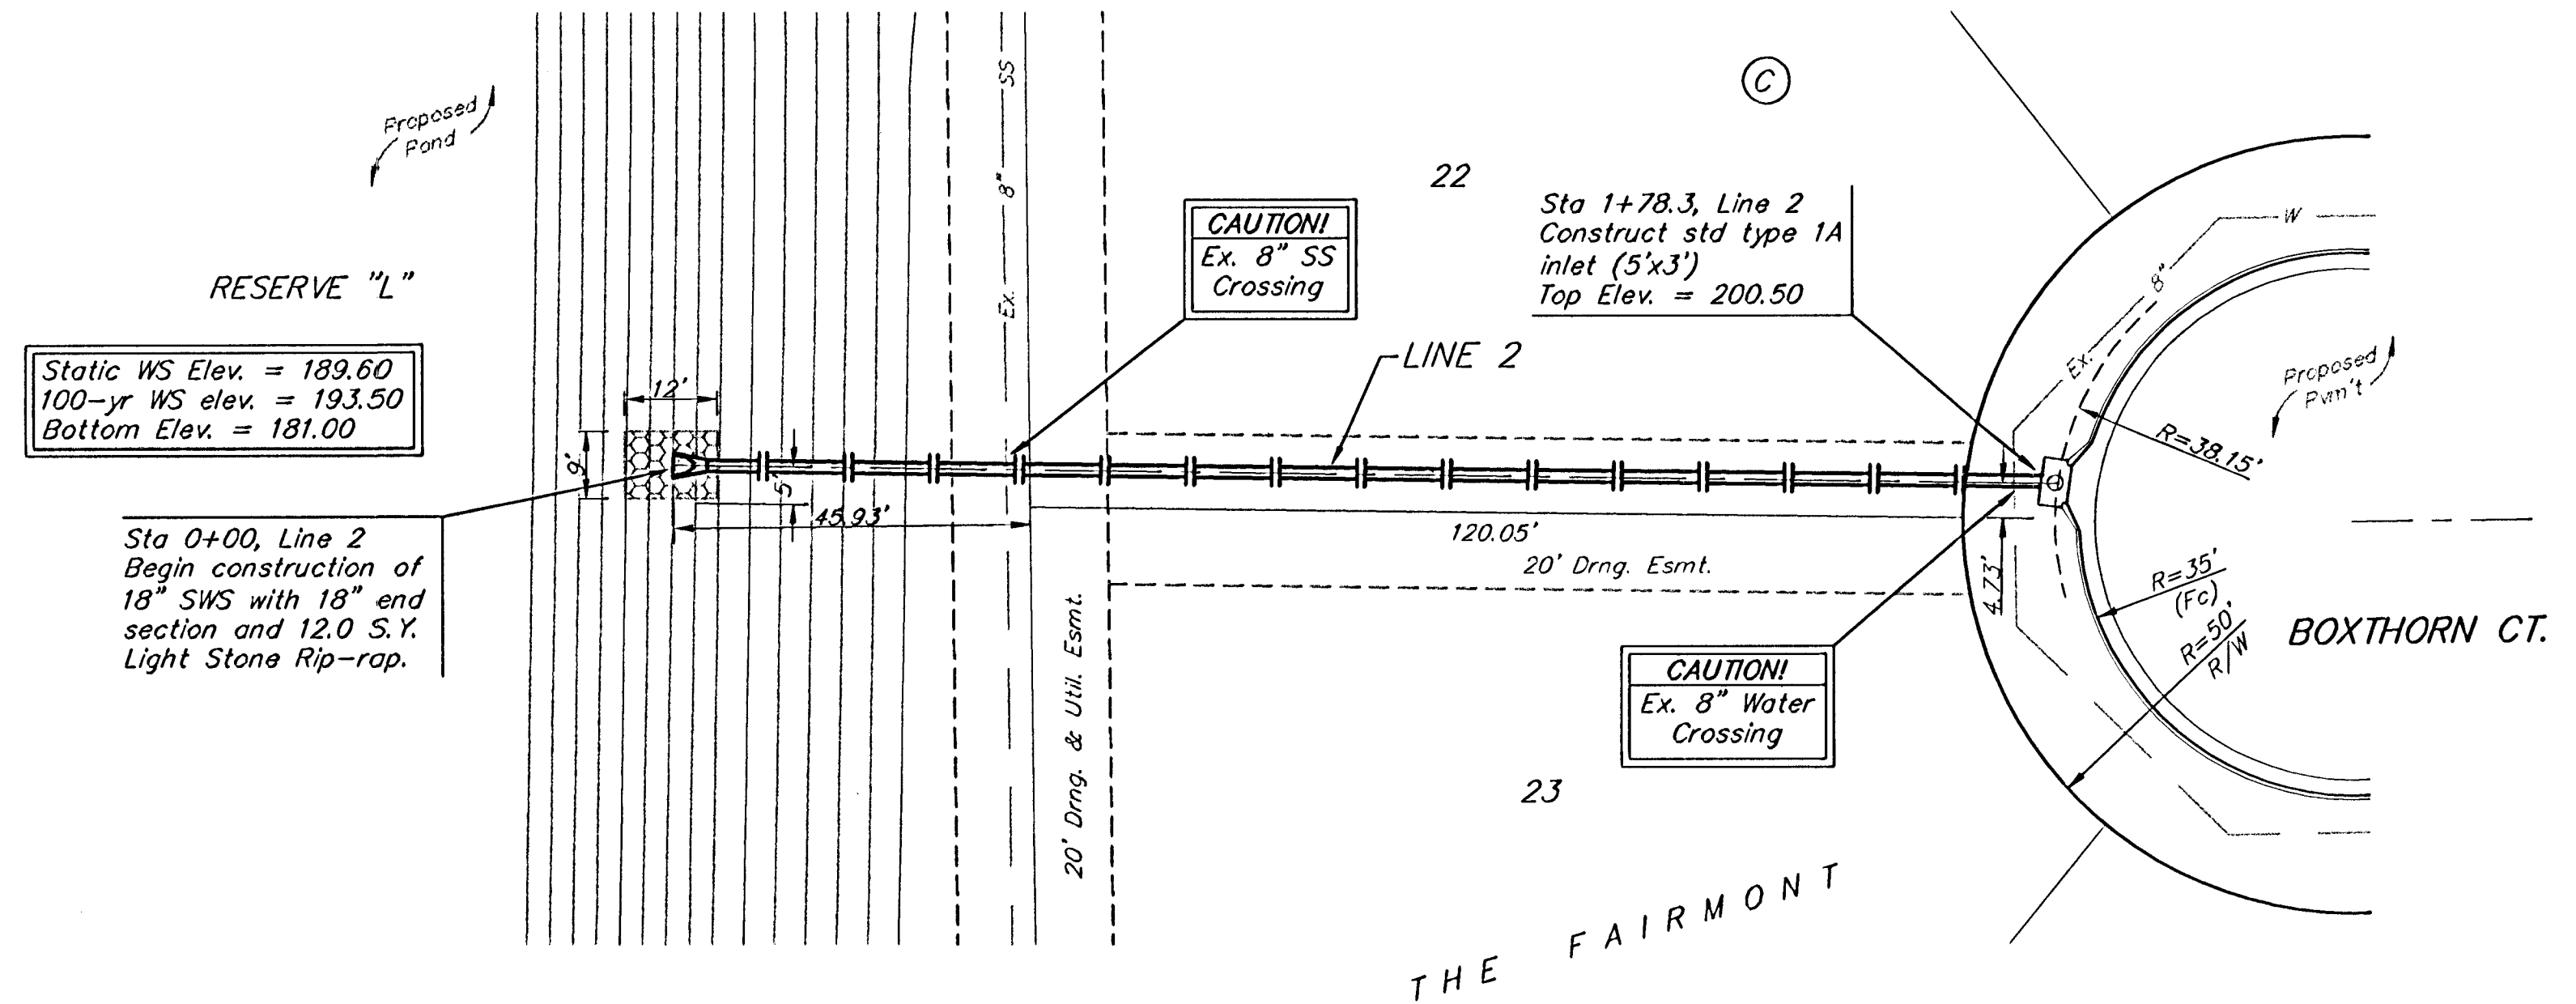 Proposed
Pond
RESERVE "L"
Static WS Elev. = 189.60
100-yr WS elev. = 193.50
Bottom Elev. = 181.00
Sta 0+00, Line 2
Begin construction of
18" SWS with 18" end
section and 12.0 S.Y.
Light Stone Rip-rap.
12'
9'
5'
45.93'
Ex. 8" SS
20' Drng. & Util. Esmt.
CAUTION!
Ex. 8" SS
Crossing
LINE 2
22
C
Sta 1+78.3, Line 2
Construct std type 1A
inlet (5'x3')
Top Elev. = 200.50
120.05'
20' Drng. Esmt.
4.73'
CAUTION!
Ex. 8" Water
Crossing
23
THE FAIRMONT
Ex. 8" W
Proposed
Pvm't
R=38.15'
R=35'
(Fc)
R=50'
R/W
BOXTHORN CT.